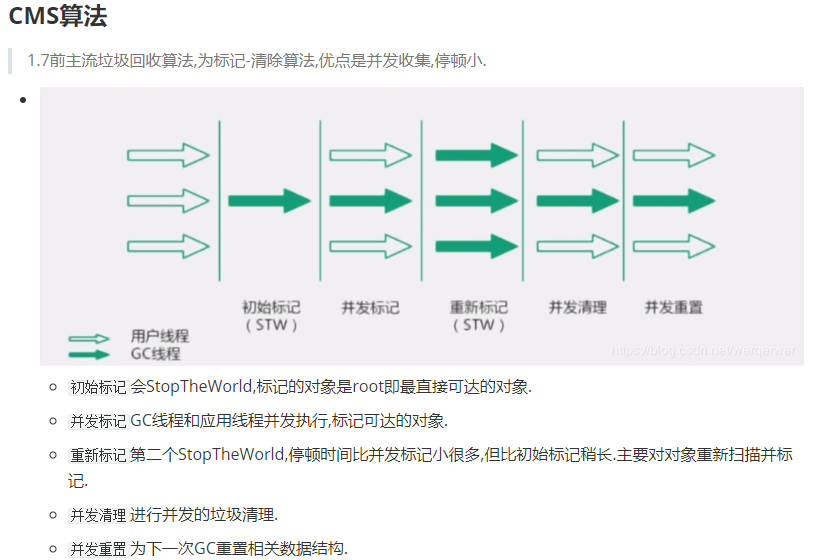 CMS算法
1.7前主流垃圾回收算法,为标记-清除算法,优点是并发收集,停顿小.
初始标记 并发标记 重新标记 并发清理 并发重置
（STW） （STW）
用户线程
GC线程
https://blog.csdn.net/werqerwer
初始标记 会StopTheWorld,标记的对象是root即最直接可达的对象.
并发标记 GC线程和应用线程并发执行,标记可达的对象.
重新标记 第二个StopTheWorld,停顿时间比并发标记小很多,但比初始标记稍长.主要对对象重新扫描并标
记.
并发清理 进行并发的垃圾清理.
并发重置 为下一次GC重置相关数据结构.